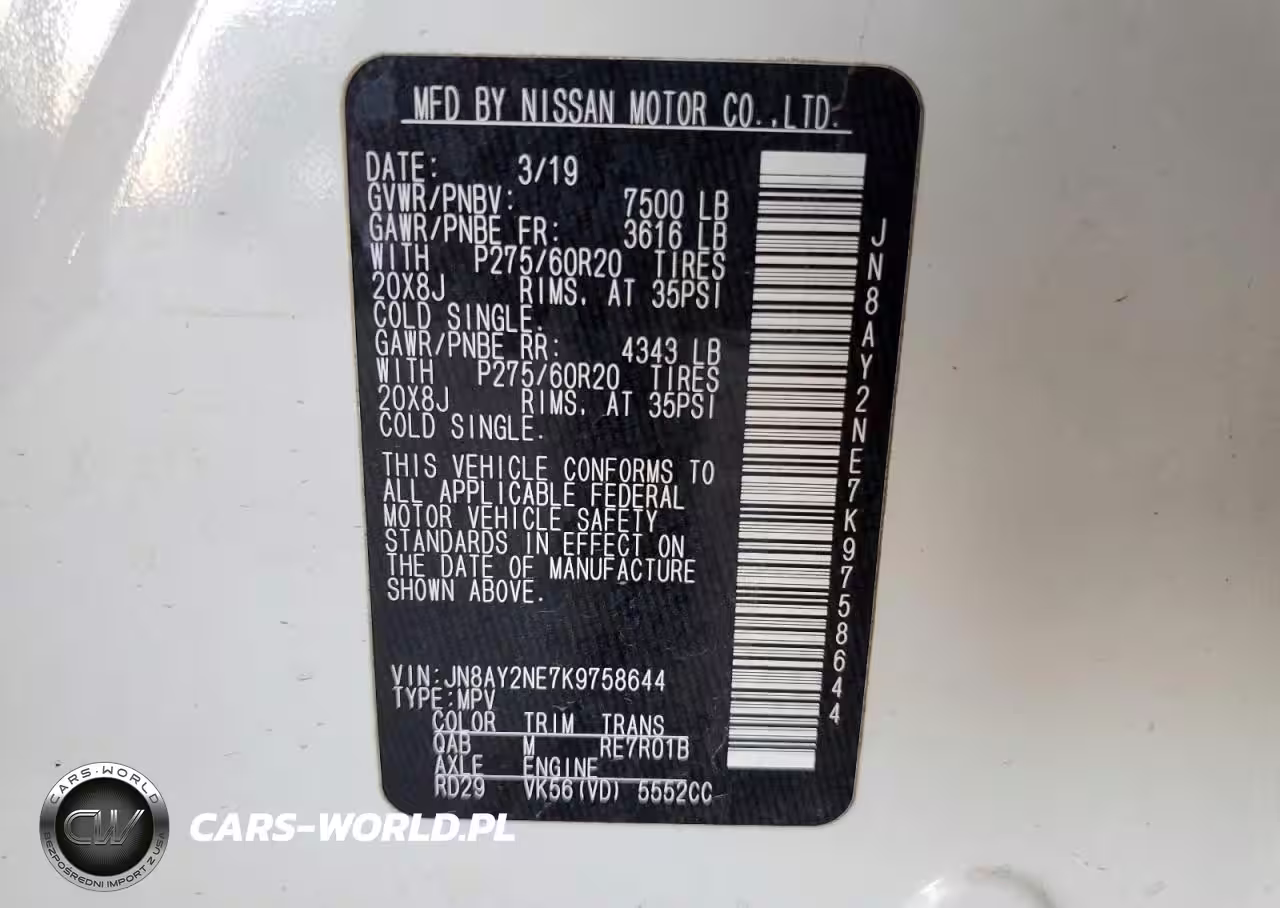 MFD BY NISSAN MOTOR CO.,LTD.
DATE: 3/19
GVWR/PNBV: 7500 LB
GAWR/PNBE FR: 3616 LB
WITH P275/60R20 TIRES
20X8J RIMS, AT 35PSI
COLD SINGLE.
GAWR/PNBE RR: 4343 LB
WITH P275/60R20 TIRES
20X8J RIMS, AT 35PSI
COLD SINGLE.
THIS VEHICLE CONFORMS TO
ALL APPLICABLE FEDERAL
MOTOR VEHICLE SAFETY
STANDARDS IN EFFECT ON
THE DATE OF MANUFACTURE
SHOWN ABOVE.
VIN:JN8AY2NE7K9758644
TYPE:MPV
COLOR TRIM TRANS
QAB M RE7R01B
AXLE ENGINE
RD29 VK56(VD) 5552CC
JN8AY2NE7K9758644
CARS-WORLD
CW
BEZPOŚREDNI IMPORT Z USA
CARS-WORLD.PL